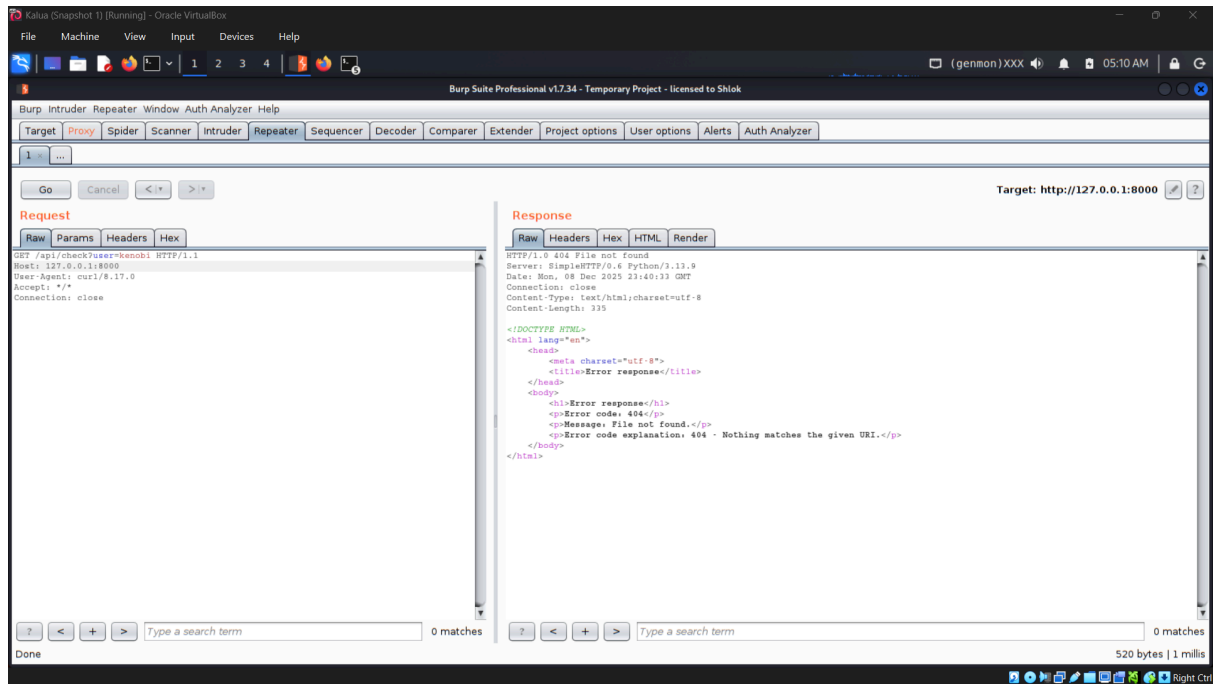 Kalua (Snapshot 1) [Running] - Oracle VirtualBox
File Machine View Input Devices Help
1 2 3 4 (genmon)XXX 05:10 AM
Burp Suite Professional v1.7.34 - Temporary Project - licensed to Shlok
Burp Intruder Repeater Window Auth Analyzer Help
Target Proxy Spider Scanner Intruder Repeater Sequencer Decoder Comparer Extender Project options User options Alerts Auth Analyzer
1 × ...
Go Cancel < > Target: http://127.0.0.1:8000 ?
Request
Raw Params Headers Hex
GET /api/check?user=kenobi HTTP/1.1
Host: 127.0.0.1:8000
User-Agent: curl/8.17.0
Accept: */*
Connection: close
? < + > Type a search term 0 matches
Response
Raw Headers Hex HTML Render
HTTP/1.0 404 File not found
Server: SimpleHTTP/0.6 Python/3.13.9
Date: Mon, 08 Dec 2025 23:40:33 GMT
Connection: close
Content-Type: text/html;charset=utf-8
Content-Length: 335
<!DOCTYPE HTML>
<html lang="en">
<head>
<meta charset="utf-8">
<title>Error response</title>
</head>
<body>
<h1>Error response</h1>
<p>Error code: 404</p>
<p>Message: File not found.</p>
<p>Error code explanation: 404 - Nothing matches the given URI.</p>
</body>
</html>
? < + > Type a search term 0 matches
Done 520 bytes | 1 millis
Right Ctrl